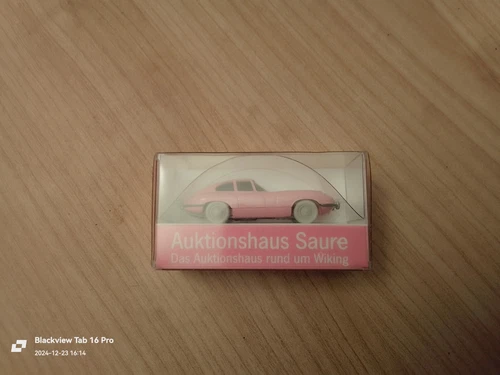 Auktionshaus Saure
Das Auktionshaus rund um Wiking
Blackview Tab 16 Pro
2024-12-23 16:14